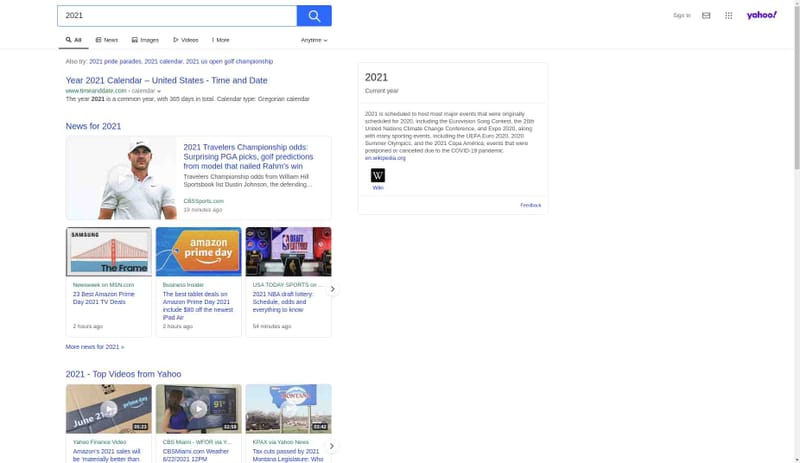 2021
Sign in
yahoo!
All
News
Images
Videos
More
Anytime
Also try: 2021 pride parades, 2021 calendar, 2021 us open golf championship
Year 2021 Calendar – United States - Time and Date
www.timeanddate.com › calendar
The year 2021 is a common year, with 365 days in total. Calendar type: Gregorian calendar
News for 2021
2021 Travelers Championship odds:
Surprising PGA picks, golf predictions
from model that nailed Rahm's win
Travelers Championship odds from William Hill
Sportsbook list Dustin Johnson, the defending…
CBSSports.com
19 minutes ago
SAMSUNG
The Frame
Newsweek on MSN.com
23 Best Amazon Prime
Day 2021 TV Deals
2 hours ago
amazon
prime day
Business Insider
The best tablet deals on
Amazon Prime Day 2021
include $80 off the newest
iPad Air
2 hours ago
DRAFT
LOTTERY
USA TODAY SPORTS on ...
2021 NBA draft lottery:
Schedule, odds and
everything to know
54 minutes ago
More news for 2021 »
2021 - Top Videos from Yahoo
June 21
prime day
Yahoo Finance Video
Amazon's 2021 sales will
be 'materially better than
91°
CBS Miami - WFOR via Y...
CBSMiami.com Weather
6/22/2021 12PM
MONTANA
KPAX via Yahoo News
Tax cuts passed by 2021
Montana Legislature: Who
2021
Current year
2021 is scheduled to host most major events that were originally
scheduled for 2020, including the Eurovision Song Contest, the 26th
United Nations Climate Change Conference, and Expo 2020, along
with many sporting events, including the UEFA Euro 2020, 2020
Summer Olympics, and the 2021 Copa América; events that were
postponed or cancelled due to the COVID-19 pandemic.
en.wikipedia.org
W
Wiki
Feedback